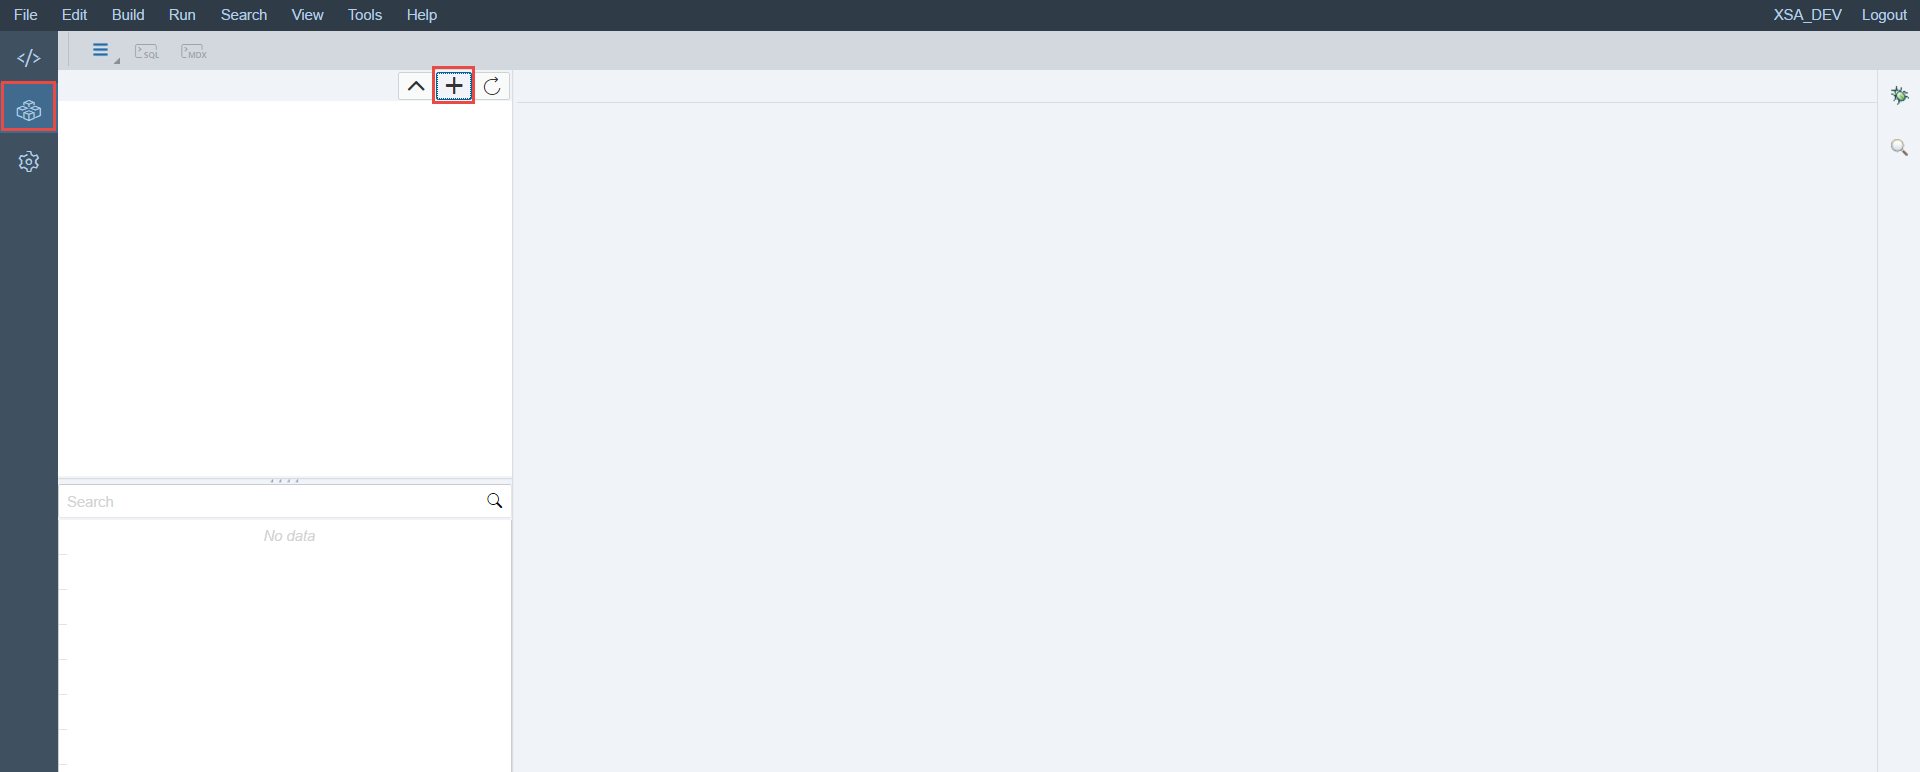 File Edit Build Run Search View Tools Help XSA_DEV Logout
SQL MDX
Search
No data